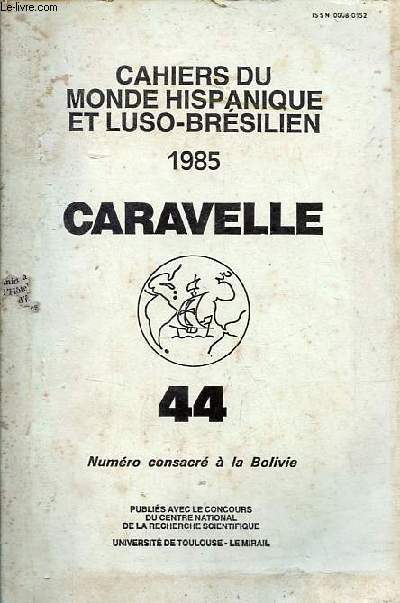 © Le-livre.com
ISSN 0008-0152
CAHIERS DU
MONDE HISPANIQUE
ET LUSO-BRÉSILIEN
1985
CARAVELLE
44
Numéro consacré à la Bolivie
PUBLIÉS AVEC LE CONCOURS
DU CENTRE NATIONAL
DE LA RECHERCHE SCIENTIFIQUE
UNIVERSITÉ DE TOULOUSE - LE MIRAIL